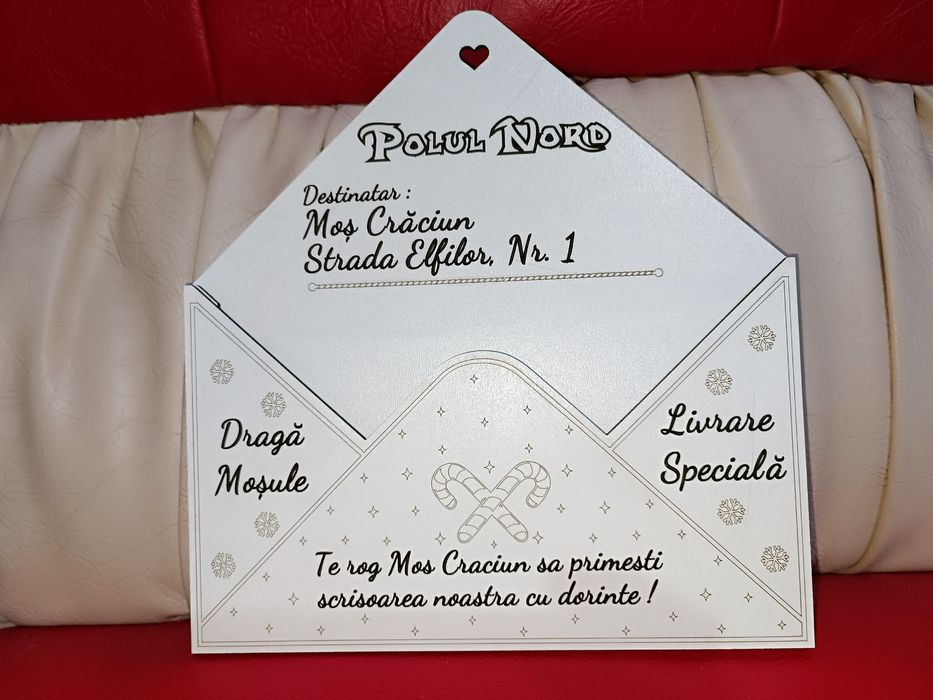 POLUL NORD
Destinatar :
Moș Crăciun
Strada Elfilor, Nr. 1
Dragă
Moșule
Livrare
Specială
Te rog Mos Craciun sa primesti
scrisoarea noastra cu dorinte !